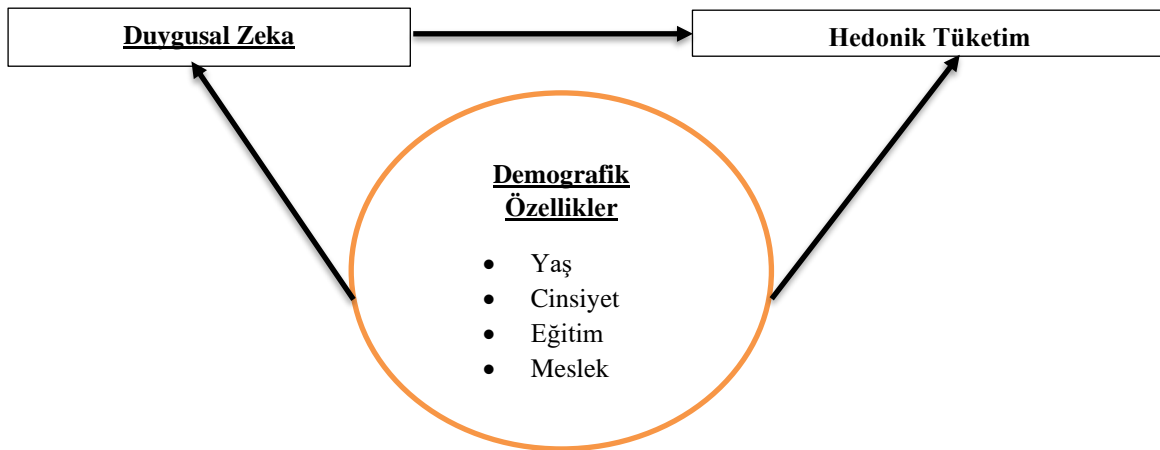 Duygusal Zeka
Hedonik Tüketim
Demografik
Özellikler
• Yaş
• Cinsiyet
• Eğitim
• Meslek